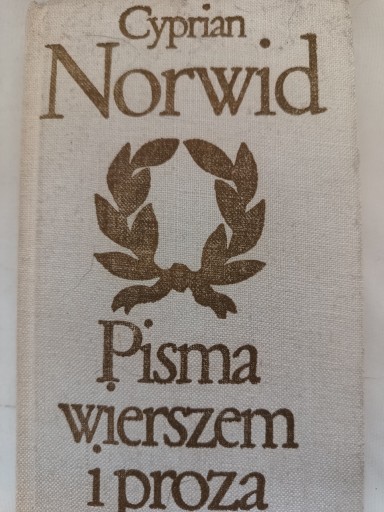 Cyprian
Norwid
Pisma
wierszem
i proza